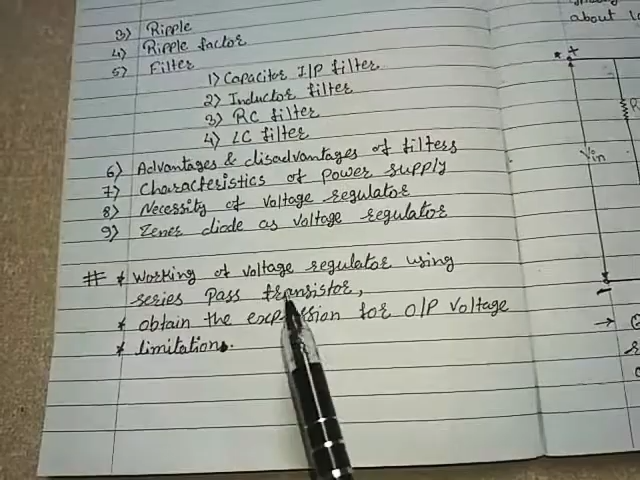 3) Ripple
4) Ripple factor
5) Filter
1) Capacitor I/P filter
2) Inductor filter
3) RC filter
4) LC filter
6) Advantages & disadvantages of filters
7) Characteristics of Power supply
8) Necessity of voltage regulator
9) Zener diode as voltage regulator
# * Working of voltage regulator using
series Pass transistor,
* obtain the expression for O/P Voltage
* limitation.
about
+
Vin
-
→